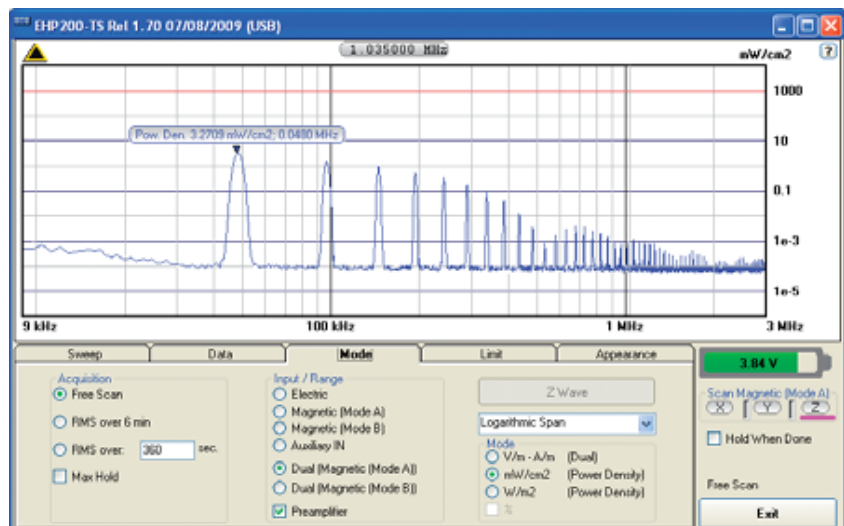 EHP200-TS Rel 1.70 07/08/2009 (USB)
1.035000 MHz
mW/cm2
?
1000
Pow. Den. 3.2709 mW/cm2; 0.0480 MHz
10
0.1
1e-3
1e-5
9 kHz 100 kHz 1 MHz 3 MHz
Sweep Data Mode Limit Appearance
3.84 V
Acquisition
Free Scan
RMS over 6 min
RMS over: 360 sec.
Max Hold
Input / Range
Electric
Magnetic (Mode A)
Magnetic (Mode B)
Auxiliary IN
Dual (Magnetic (Mode A))
Dual (Magnetic (Mode B))
Preamplifier
Z Wave
Logarithmic Span
Mode
V/m - A/m (Dual)
mW/cm2 (Power Density)
W/m2 (Power Density)
%
Scan Magnetic (Mode A)
X Y Z
Hold When Done
Free Scan
Exit